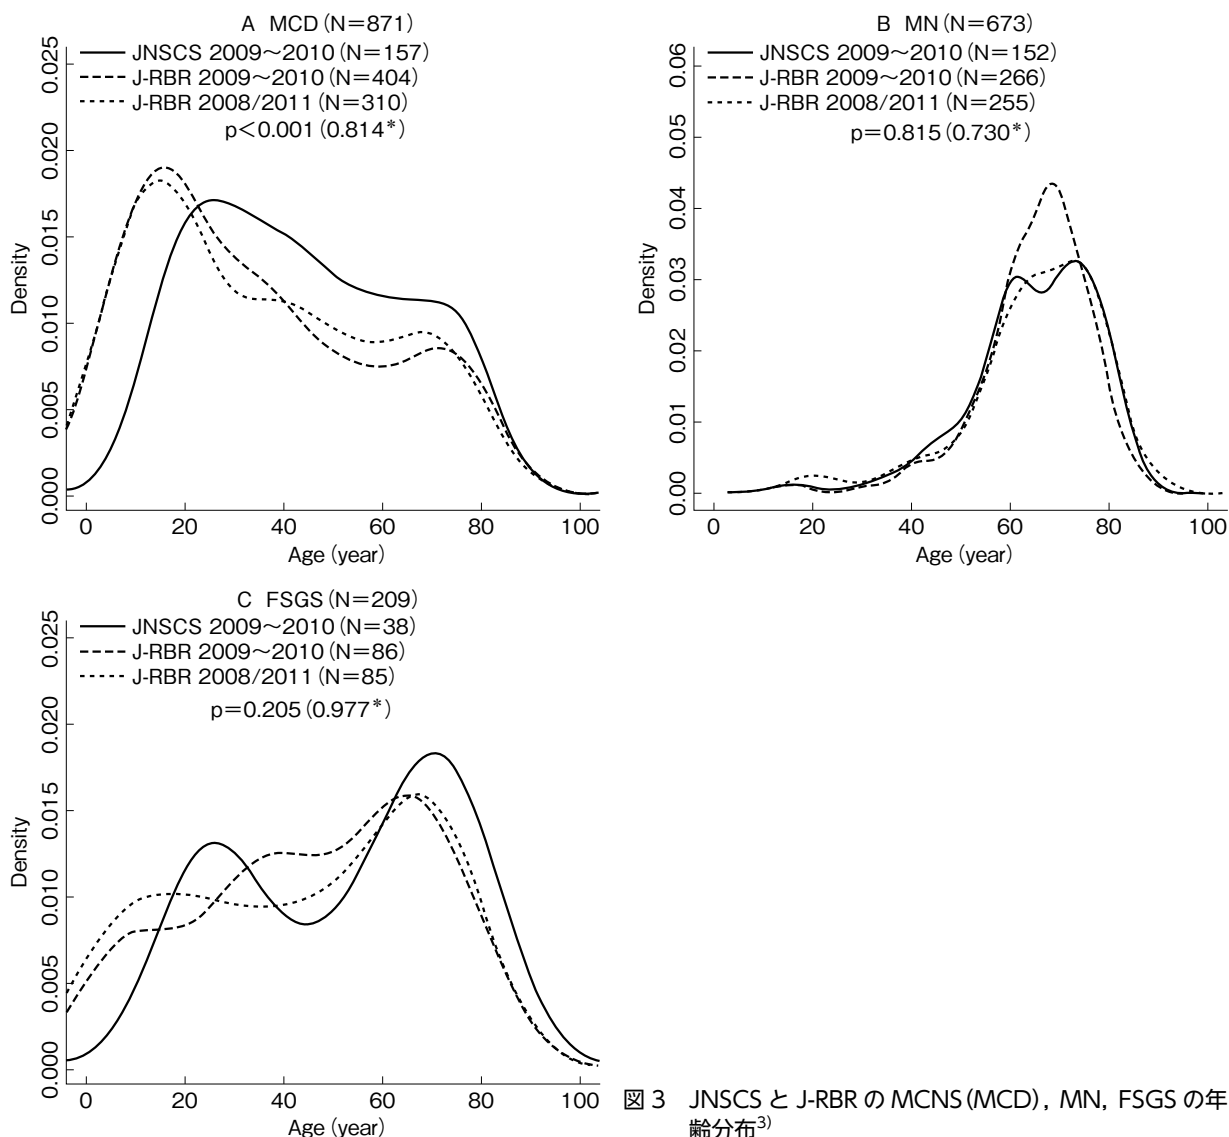 A MCD (N=871)
JNSCS 2009〜2010 (N=157)
J-RBR 2009〜2010 (N=404)
J-RBR 2008/2011 (N=310)
p<0.001 (0.814*)
Density
0.025
0.020
0.015
0.010
0.005
0.000
0 20 40 60 80 100
Age (year)
B MN (N=673)
JNSCS 2009〜2010 (N=152)
J-RBR 2009〜2010 (N=266)
J-RBR 2008/2011 (N=255)
p=0.815 (0.730*)
Density
0.06
0.05
0.04
0.03
0.02
0.01
0.00
0 20 40 60 80 100
Age (year)
C FSGS (N=209)
JNSCS 2009〜2010 (N=38)
J-RBR 2009〜2010 (N=86)
J-RBR 2008/2011 (N=85)
p=0.205 (0.977*)
Density
0.025
0.020
0.015
0.010
0.005
0.000
0 20 40 60 80 100
Age (year)
図 3 JNSCS と J-RBR の MCNS (MCD), MN, FSGS の年
齢分布3)